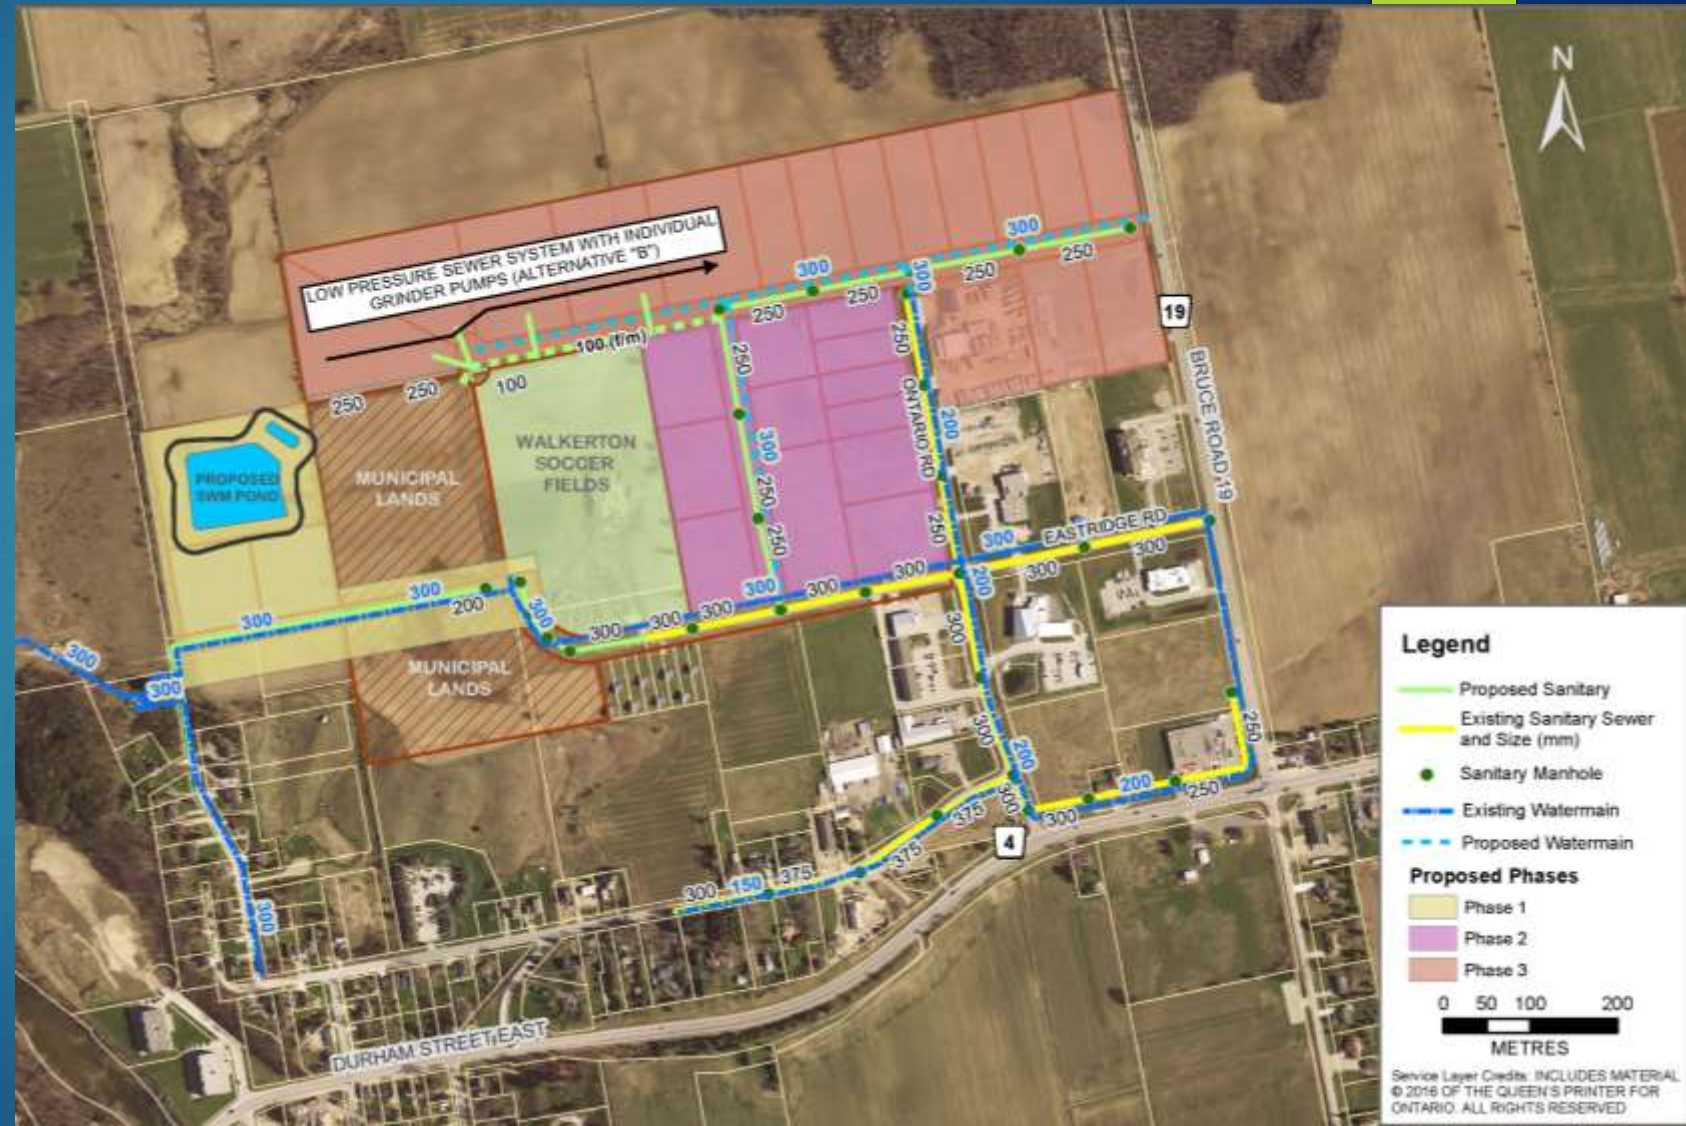 N
LOW PRESSURE SEWER SYSTEM WITH INDIVIDUAL
GRINDER PUMPS (ALTERNATIVE "B")
300
300
300
250
250
250
250
19
100 (f/m)
100
250
250
250
250
BRUCE ROAD 19
ONTARIO RD
200
WALKERTON
SOCCER
FIELDS
MUNICIPAL
LANDS
PROPOSED
SWM POND
300
250
250
250
300
EASTRIDGE RD
300
300
300
300
300
300
300
300
200
200
300
300
300
300
300
300
300
MUNICIPAL
LANDS
300
300
200
250
300
200
250
300
4
375
375
375
150
300
300
DURHAM STREET EAST
Legend
Proposed Sanitary
Existing Sanitary Sewer
and Size (mm)
Sanitary Manhole
Existing Watermain
Proposed Watermain
Proposed Phases
Phase 1
Phase 2
Phase 3
0 50 100 200
METRES
Service Layer Credits: INCLUDES MATERIAL
© 2016 OF THE QUEEN'S PRINTER FOR
ONTARIO. ALL RIGHTS RESERVED